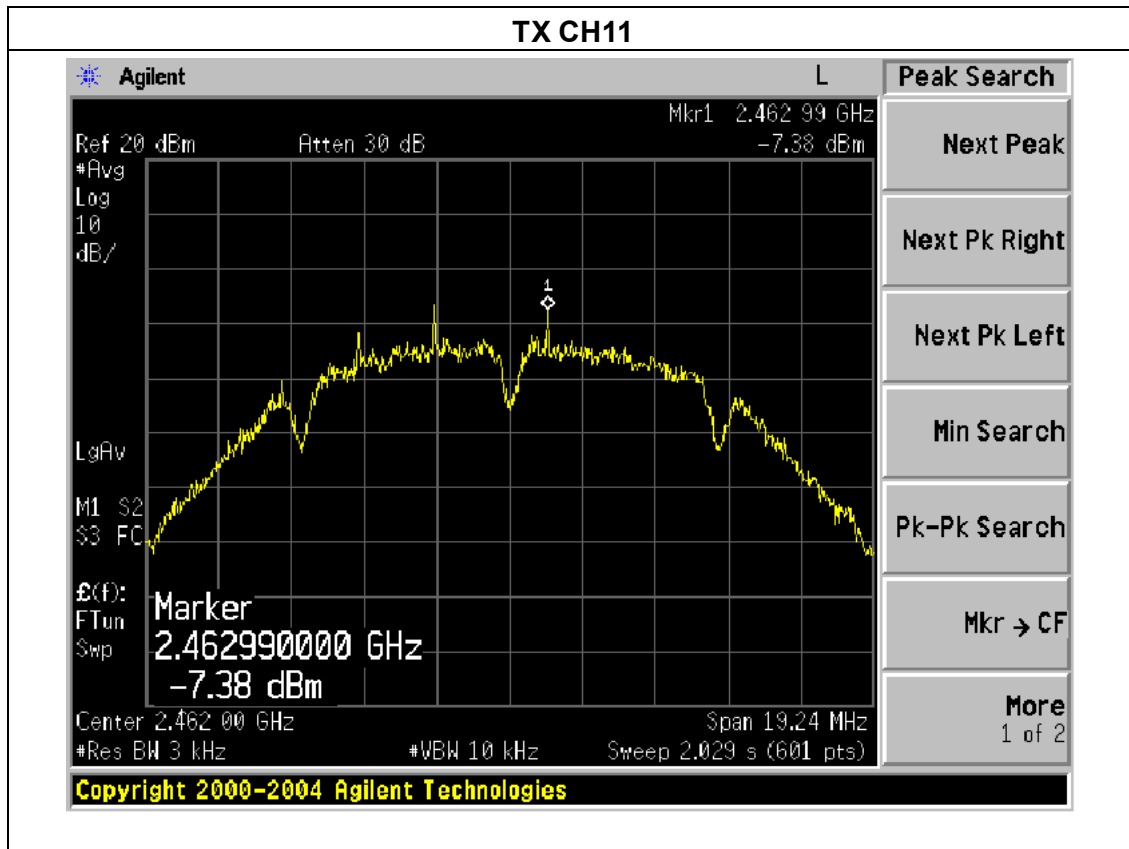 TX CH11
Agilent L Peak Search
Mkr1 2.462 99 GHz
Ref 20 dBm Atten 30 dB -7.38 dBm
#Avg
Log
10
dB/
1
LgAv
M1 S2
S3 FC
£(f):
FTun
Swp
Marker
2.462990000 GHz
-7.38 dBm
Center 2.462 00 GHz Span 19.24 MHz
#Res BW 3 kHz #VBW 10 kHz Sweep 2.029 s (601 pts)
Copyright 2000-2004 Agilent Technologies
Next Peak
Next Pk Right
Next Pk Left
Min Search
Pk-Pk Search
Mkr → CF
More
1 of 2